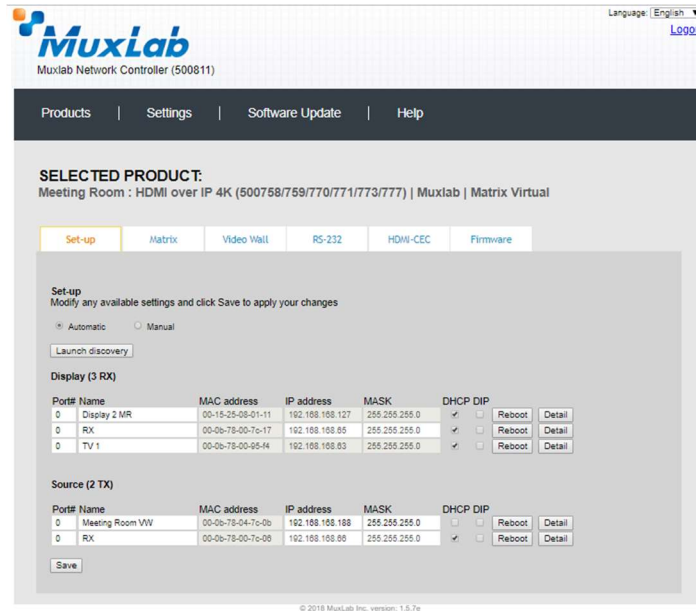 Language: English
Logo
MuxLab
Muxlab Network Controller (500811)
Products | Settings | Software Update | Help
SELECTED PRODUCT:
Meeting Room : HDMI over IP 4K (500758/759/770/771/773/777) | Muxlab | Matrix Virtual
Set-up Matrix Video Wall RS-232 HDMI-CEC Firmware
Set-up
Modify any available settings and click Save to apply your changes
Automatic Manual
Launch discovery
Display (3 RX)
Port# Name MAC address IP address MASK DHCP DIP
0 Display 2 MR 00-15-25-08-01-11 192.168.168.127 255.255.255.0 Reboot Detail
0 RX 00-0b-78-00-7c-17 192.168.168.65 255.255.255.0 Reboot Detail
0 TV 1 00-0b-78-00-95-f4 192.168.168.63 255.255.255.0 Reboot Detail
Source (2 TX)
Port# Name MAC address IP address MASK DHCP DIP
0 Meeting Room VW 00-0b-78-04-7c-0b 192.168.168.188 255.255.255.0 Reboot Detail
0 RX 00-0b-78-00-7c-06 192.168.168.66 255.255.255.0 Reboot Detail
Save
© 2018 MuxLab Inc. version: 1.5.7e